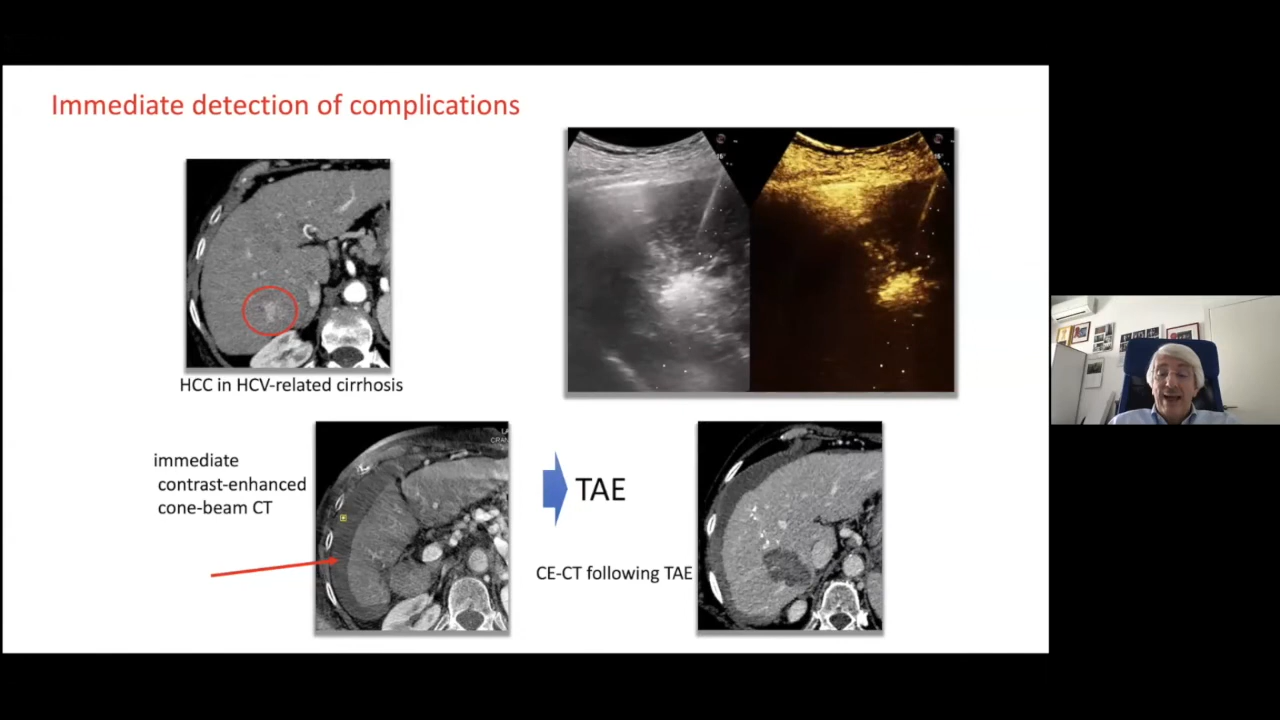 Immediate detection of complications
HCC in HCV-related cirrhosis
immediate
contrast-enhanced
cone-beam CT
TAE
CE-CT following TAE